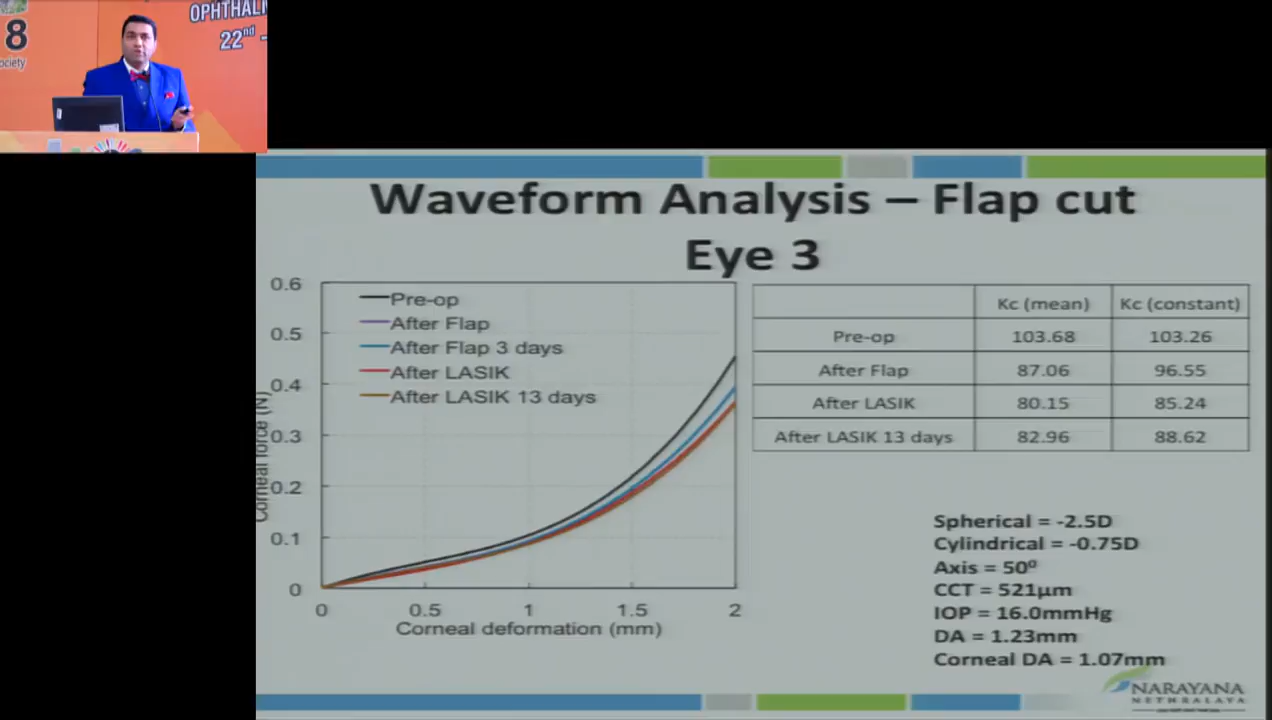 OPHTHALM
22nd -
8
ociety
Waveform Analysis – Flap cut
Eye 3
0.6
0.5
0.4
0.3
0.2
0.1
0
Corneal force (N)
Pre-op
After Flap
After Flap 3 days
After LASIK
After LASIK 13 days
0 0.5 1 1.5 2
Corneal deformation (mm)
Kc (mean) Kc (constant)
Pre-op 103.68 103.26
After Flap 87.06 96.55
After LASIK 80.15 85.24
After LASIK 13 days 82.96 88.62
Spherical = -2.5D
Cylindrical = -0.75D
Axis = 50⁰
CCT = 521µm
IOP = 16.0mmHg
DA = 1.23mm
Corneal DA = 1.07mm
NARAYANA
NETHRALAYA